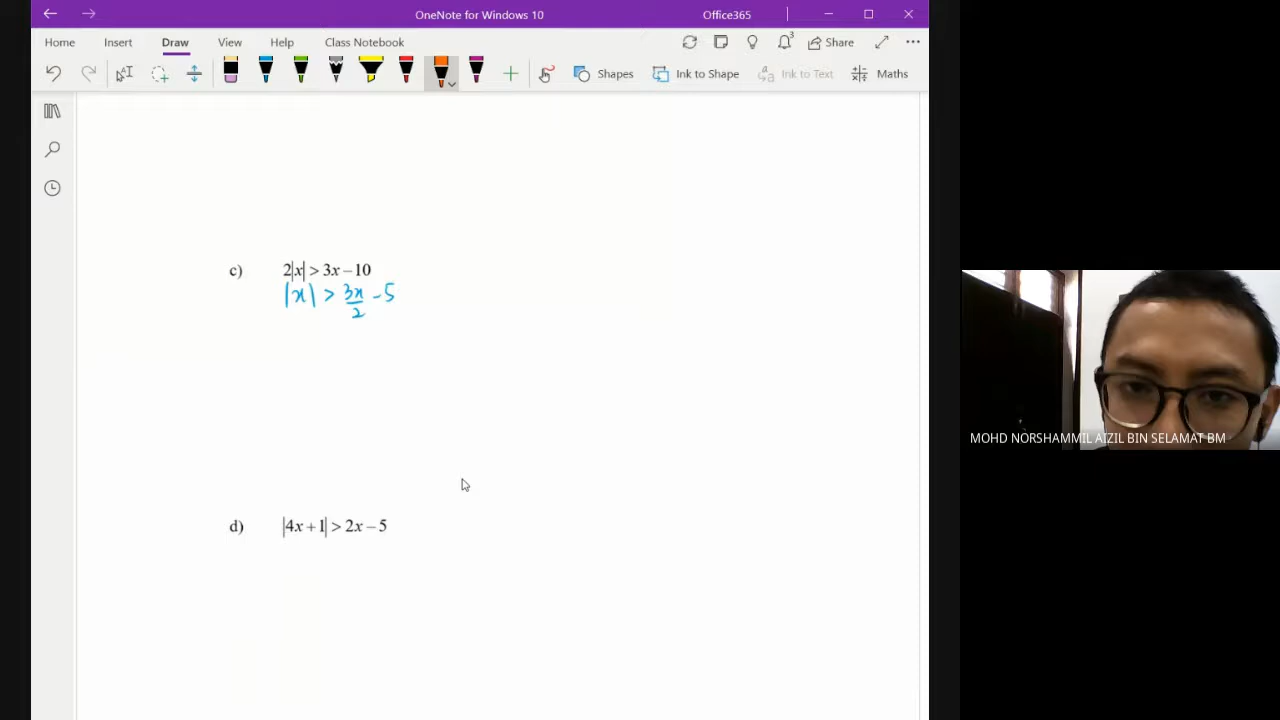 OneNote for Windows 10
Office365
Home Insert Draw View Help Class Notebook
3
Share
Shapes
Ink to Shape
Ink to Text
Maths
c) 2|x| > 3x – 10
|x| > 3x/2 - 5
d) |4x + 1| > 2x – 5
MOHD NORSHAMMIL AIZIL BIN SELAMAT BM